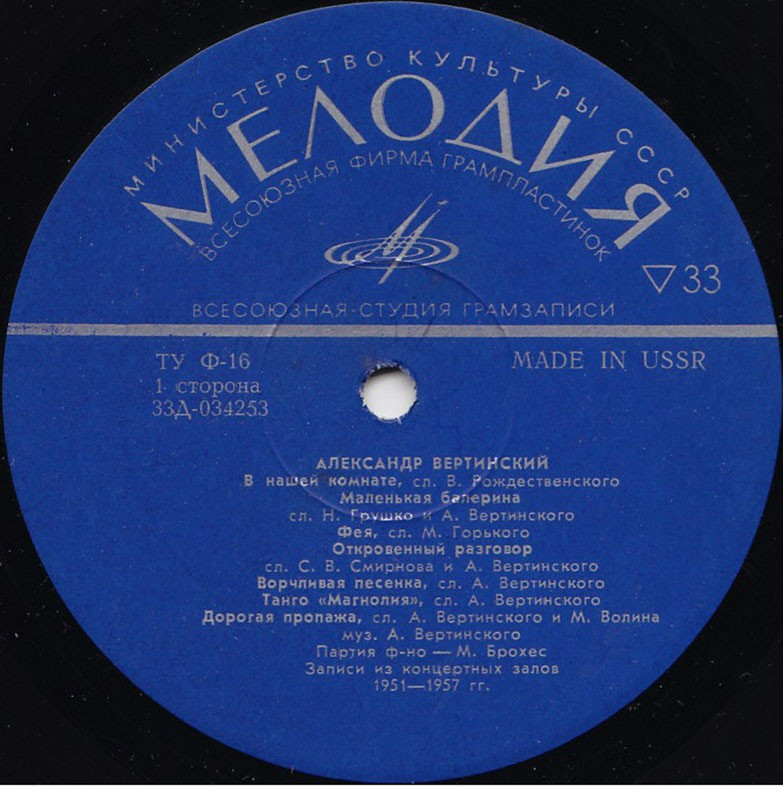 МИНИСТЕРСТВО КУЛЬТУРЫ СССР
МЕЛОДИЯ
ВСЕСОЮЗНАЯ ФИРМА ГРАМПЛАСТИНОК
▽33
ВСЕСОЮЗНАЯ·СТУДИЯ ГРАМЗАПИСИ
ТУ Ф-16
1 сторона
33Д-034253
MADE IN USSR
АЛЕКСАНДР ВЕРТИНСКИЙ
В нашей комнате, сл. В. Рождественского
Маленькая балерина
сл. Н. Грушко и А. Вертинского
Фея, сл. М. Горького
Откровенный разговор
сл. С. В. Смирнова и А. Вертинского
Ворчливая песенка, сл. А. Вертинского
Танго «Магнолия», сл. А. Вертинского
Дорогая пропажа, сл. А. Вертинского и М. Волина
муз. А. Вертинского
Партия ф-но — М. Брохес
Записи из концертных залов
1951—1957 гг.